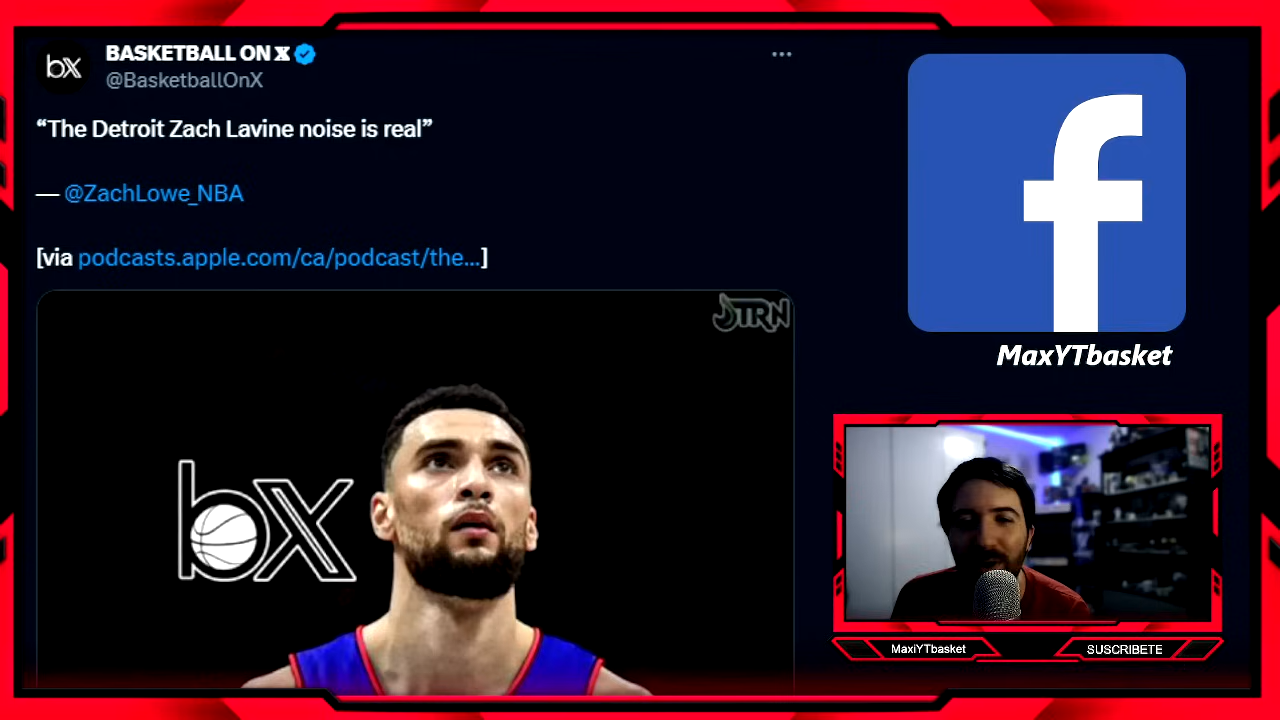 bX
BASKETBALL ON X
@BasketballOnX
“The Detroit Zach Lavine noise is real”
— @ZachLowe_NBA
[via podcasts.apple.com/ca/podcast/the...]
JTRN
bX
f
MaxYTbasket
MaxiYTbasket
SUSCRIBETE